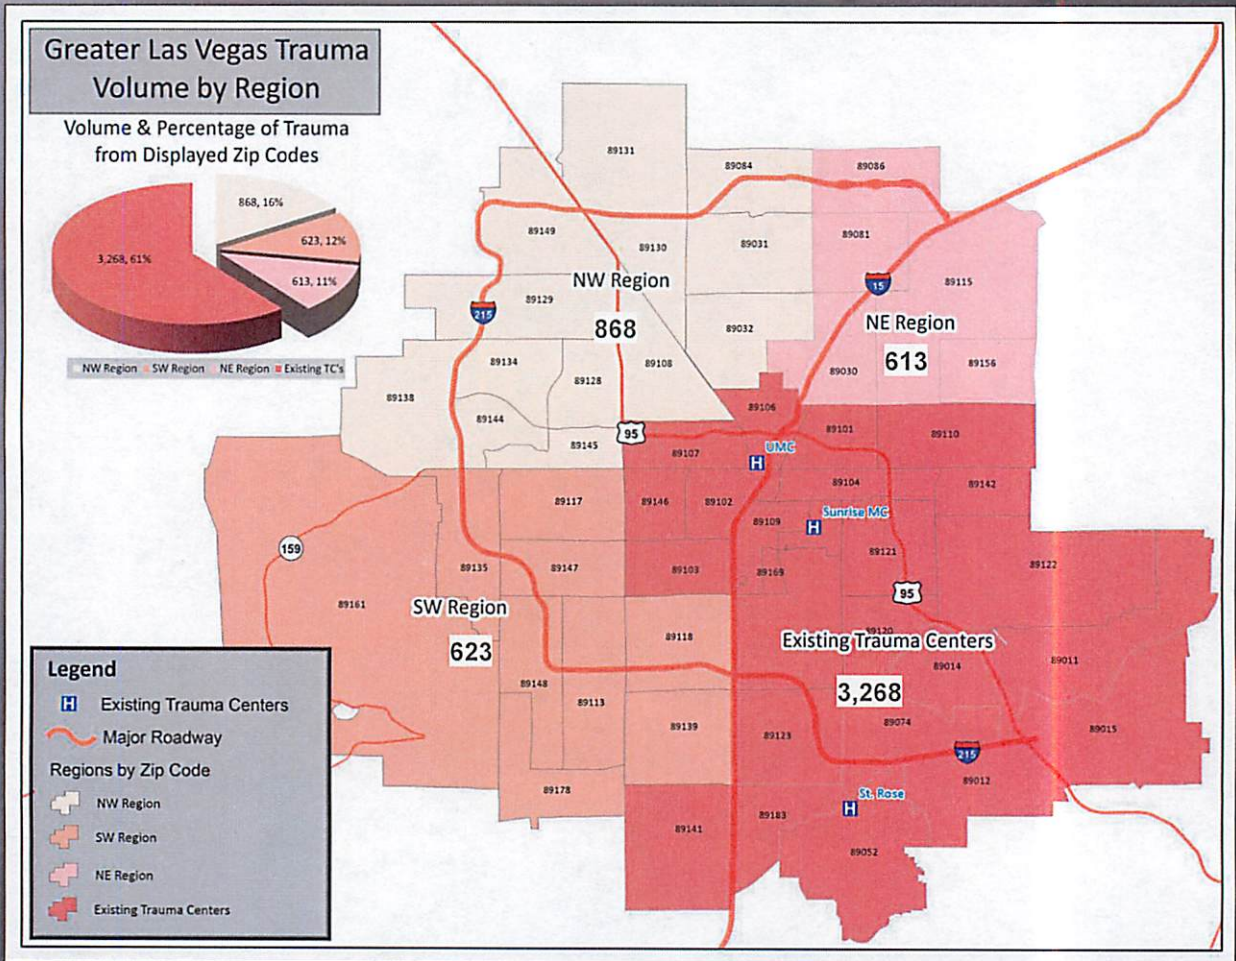 Greater Las Vegas Trauma
Volume by Region
Volume & Percentage of Trauma
from Displayed Zip Codes
868, 16%
623, 12%
3,268, 61%
613, 11%
NW Region SW Region NE Region Existing TC's
89131
89084
89086
89149
89130
89031
89081
NW Region
15
89115
89129
215
868
89032
NE Region
613
89134
89108
89128
89030
89156
89138
89144
89106
95
89101
89110
89145
89107
UMC
H
89117
89146
89102
89104
89142
89109
Sunrise MC
H
159
89121
89135
89147
89103
89169
89122
95
89161
SW Region
623
89118
89120
Existing Trauma Centers
89014
89011
3,268
89148
89113
89139
89123
89074
89015
215
89178
89012
St. Rose
H
89141
89183
89052
Legend
H Existing Trauma Centers
Major Roadway
Regions by Zip Code
NW Region
SW Region
NE Region
Existing Trauma Centers